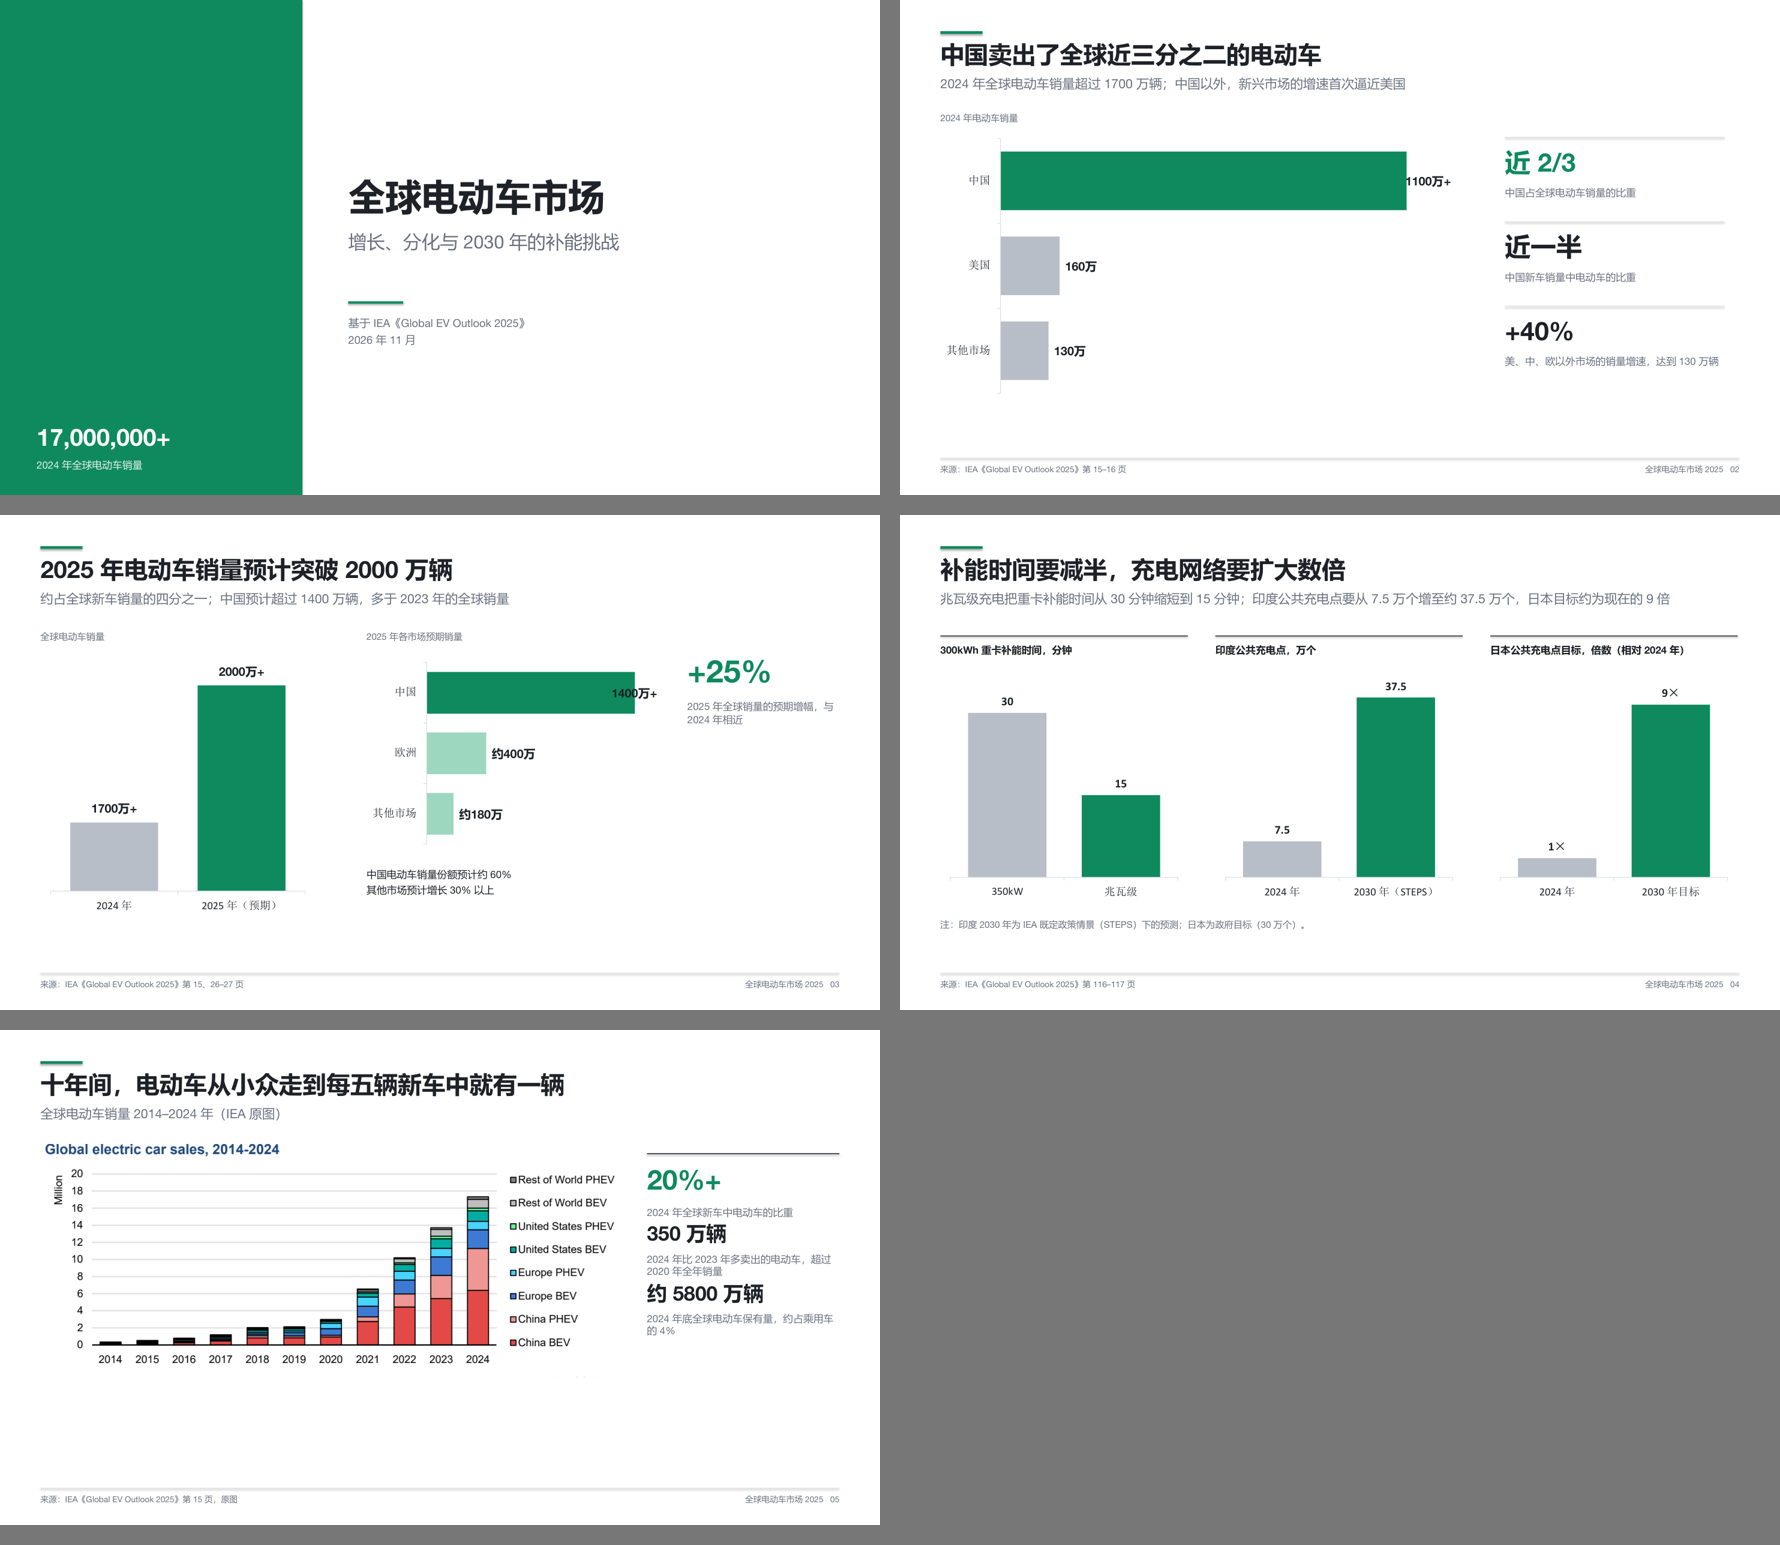 全球电动车市场
增长、分化与 2030 年的补能挑战
基于 IEA《Global EV Outlook 2025》
2026 年 11 月
17,000,000+
2024 年全球电动车销量
中国卖出了全球近三分之二的电动车
2024 年全球电动车销量超过 1700 万辆；中国以外，新兴市场的增速首次逼近美国
2024 年电动车销量
中国
1100万+
美国
160万
其他市场
130万
近 2/3
中国占全球电动车销量的比重
近一半
中国新车销量中电动车的比重
+40%
美、中、欧以外市场的销量增速，达到 130 万辆
来源：IEA《Global EV Outlook 2025》第 15–16 页
全球电动车市场 2025 02
2025 年电动车销量预计突破 2000 万辆
约占全球新车销量的四分之一；中国预计超过 1400 万辆，多于 2023 年的全球销量
全球电动车销量
1700万+
2000万+
2024 年
2025 年（预期）
2025 年各市场预期销量
中国
1400万+
欧洲
约400万
其他市场
约180万
中国电动车销量份额预计约 60%
其他市场预计增长 30% 以上
+25%
2025 年全球销量的预期增幅，与
2024 年相近
来源：IEA《Global EV Outlook 2025》第 15、26–27 页
全球电动车市场 2025 03
补能时间要减半，充电网络要扩大数倍
兆瓦级充电把重卡补能时间从 30 分钟缩短到 15 分钟；印度公共充电点要从 7.5 万个增至约 37.5 万个，日本目标约为现在的 9 倍
300kWh 重卡补能时间，分钟
30
15
350kW
兆瓦级
印度公共充电点，万个
7.5
37.5
2024 年
2030 年（STEPS）
日本公共充电点目标，倍数（相对 2024 年）
1×
9×
2024 年
2030 年目标
注：印度 2030 年为 IEA 既定政策情景（STEPS）下的预测；日本为政府目标（30 万个）。
来源：IEA《Global EV Outlook 2025》第 116–117 页
全球电动车市场 2025 04
十年间，电动车从小众走到每五辆新车中就有一辆
全球电动车销量 2014–2024 年（IEA 原图）
Global electric car sales, 2014-2024
Million
20
18
16
14
12
10
8
6
4
2
0
2014 2015 2016 2017 2018 2019 2020 2021 2022 2023 2024
Rest of World PHEV
Rest of World BEV
United States PHEV
United States BEV
Europe PHEV
Europe BEV
China PHEV
China BEV
20%+
2024 年全球新车中电动车的比重
350 万辆
2024 年比 2023 年多卖出的电动车，超过
2020 年全年销量
约 5800 万辆
2024 年底全球电动车保有量，约占乘用车
的 4%
来源：IEA《Global EV Outlook 2025》第 15 页，原图
全球电动车市场 2025 05